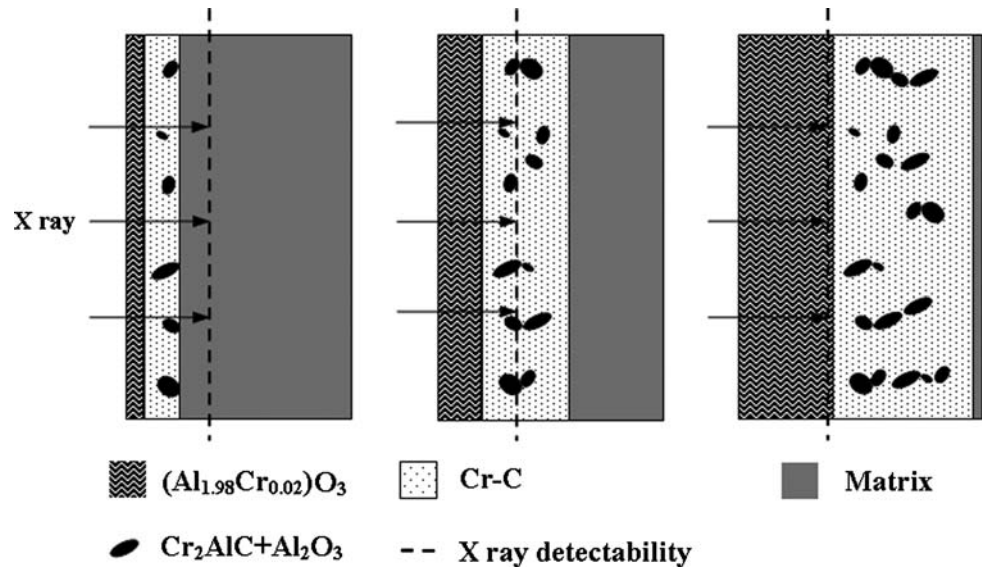 X ray
(Al₁.₉₈Cr₀.₀₂)O₃
Cr-C
Matrix
Cr₂AlC+Al₂O₃
X ray detectability